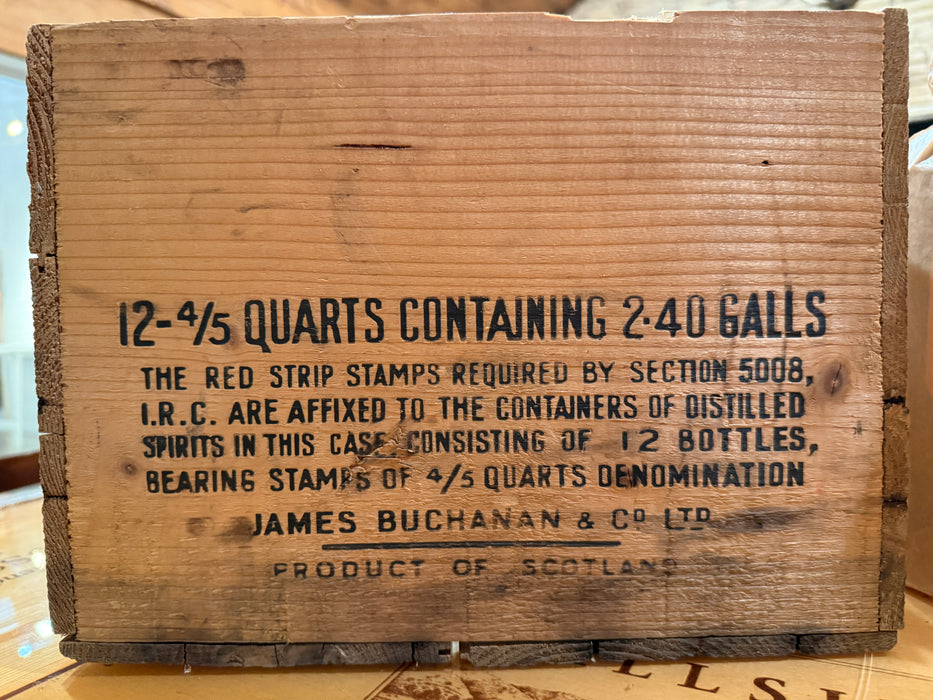 12-4/5 QUARTS CONTAINING 2·40 GALLS
THE RED STRIP STAMPS REQUIRED BY SECTION 5008,
I.R.C. ARE AFFIXED TO THE CONTAINERS OF DISTILLED
SPIRITS IN THIS CASE, CONSISTING OF 12 BOTTLES,
BEARING STAMPS OF 4/5 QUARTS DENOMINATION
JAMES BUCHANAN & Cº LTD
PRODUCT OF SCOTLAND